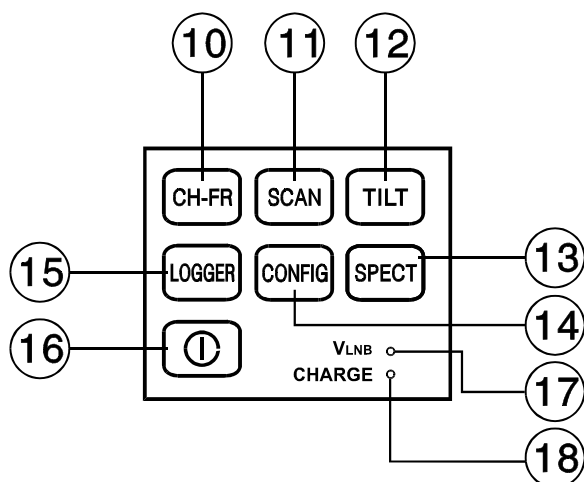 10 11 12
CH-FR SCAN TILT
15 LOGGER CONFIG SPECT 13
14
16
VLNB
CHARGE
17
18